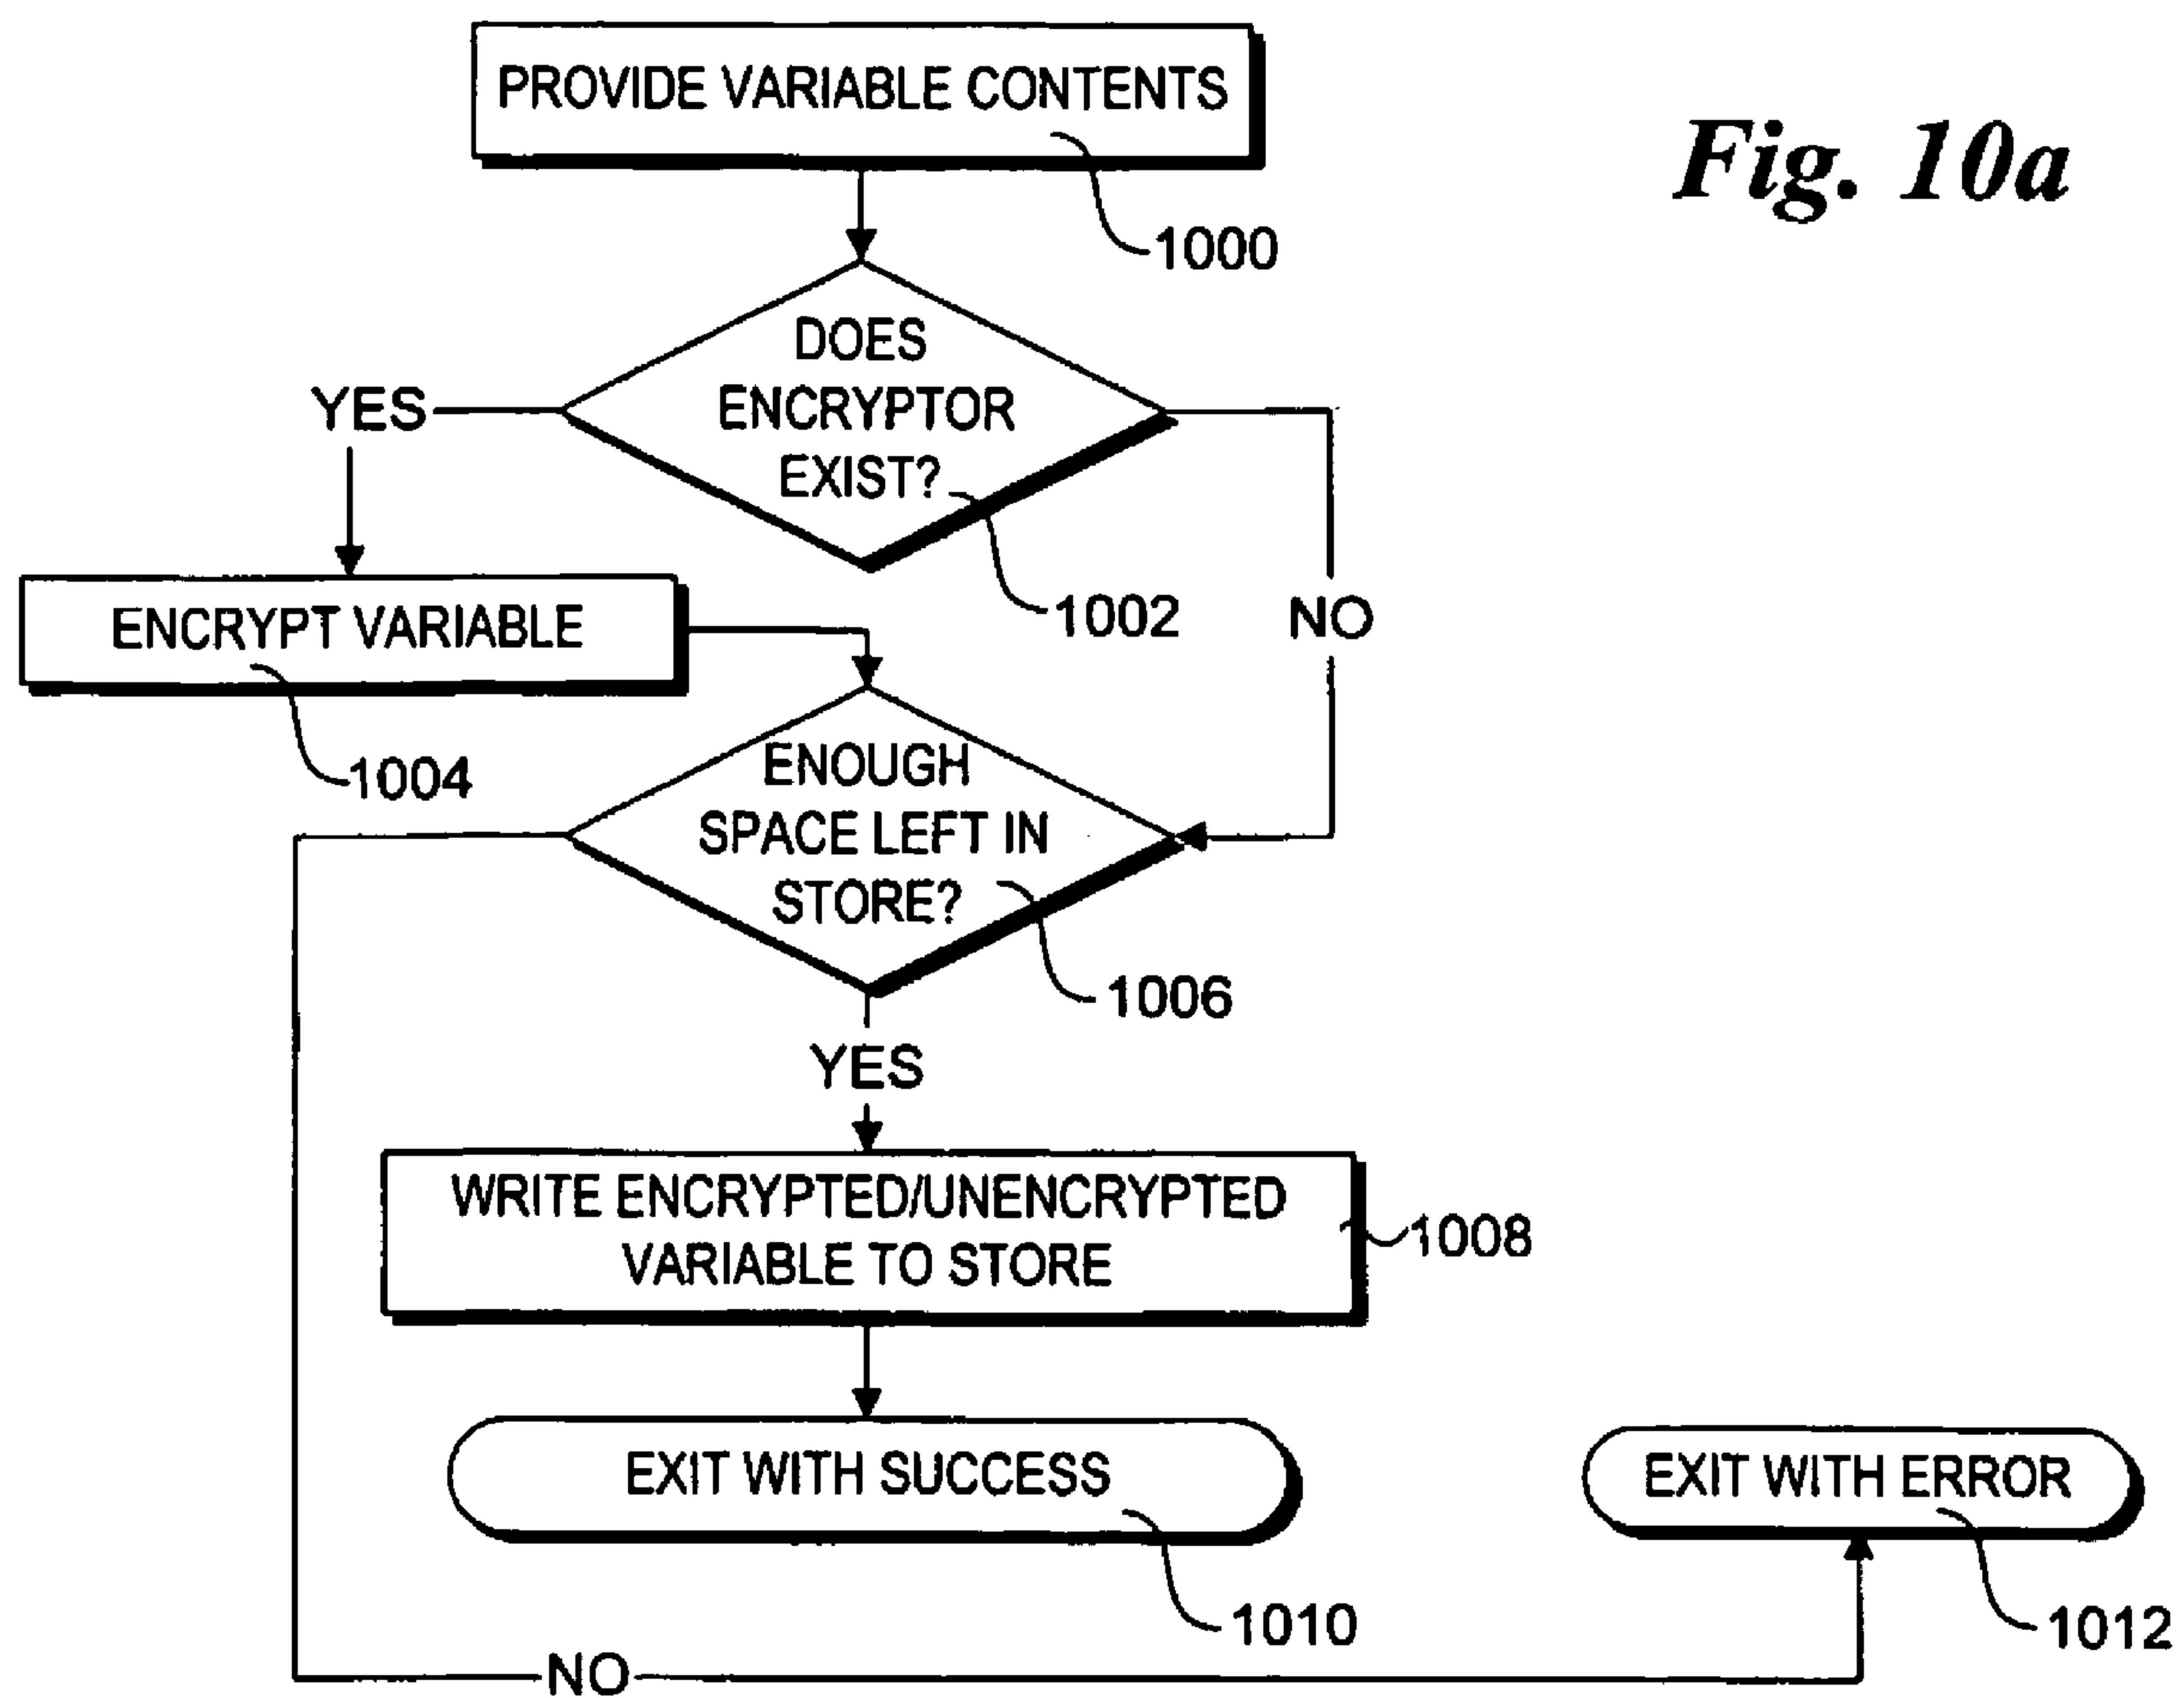 PROVIDE VARIABLE CONTENTS
Fig. 10a
1000
DOES
ENCRYPTOR
EXIST?
YES
1002
NO
ENCRYPT VARIABLE
1004
ENOUGH
SPACE LEFT IN
STORE?
1006
YES
WRITE ENCRYPTED/UNENCRYPTED
VARIABLE TO STORE
1008
EXIT WITH SUCCESS
EXIT WITH ERROR
1010
1012
NO